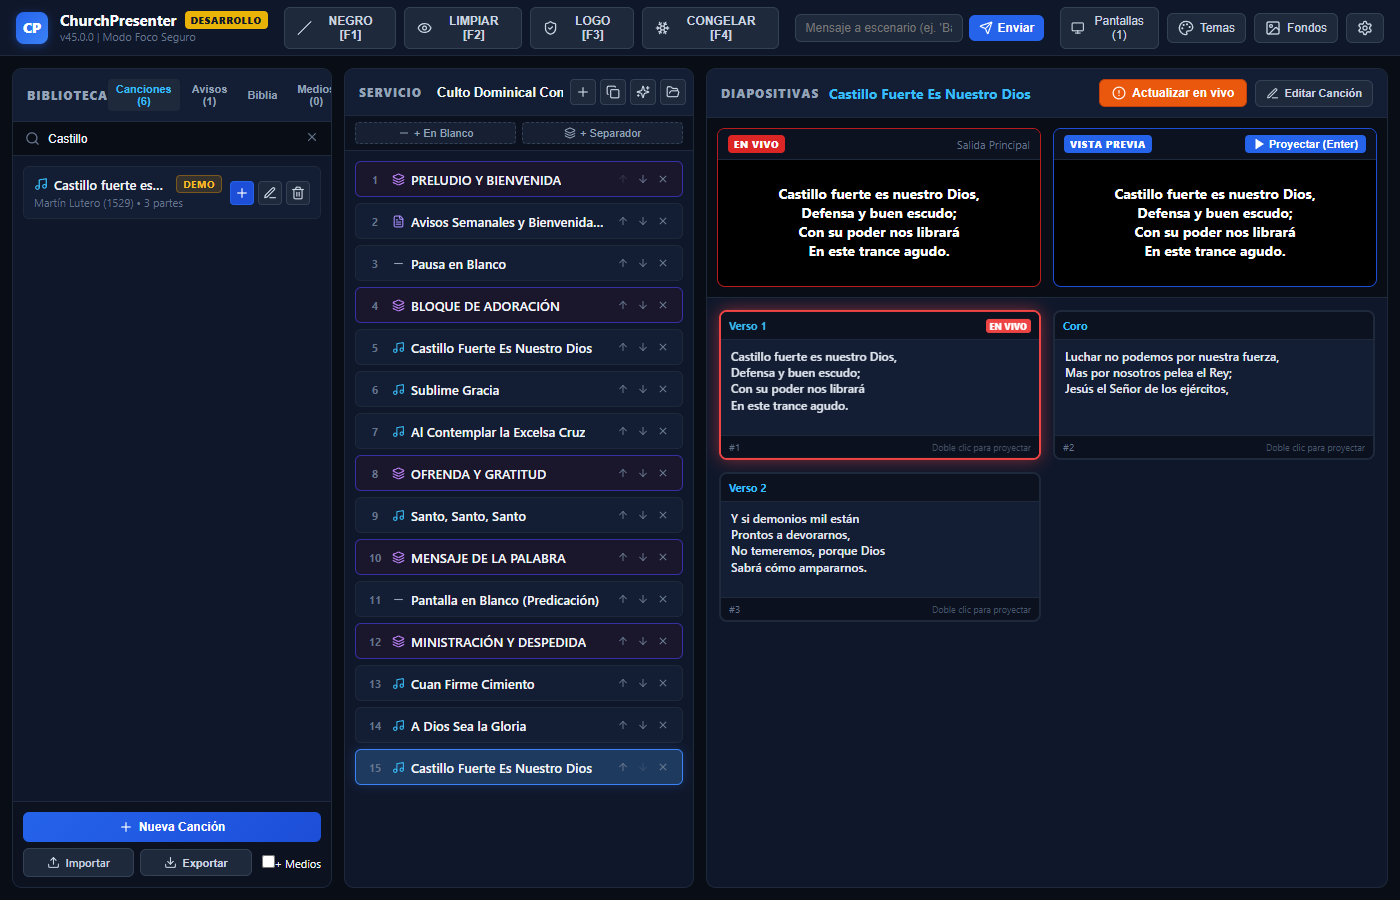 CP
ChurchPresenter
DESARROLLO
v45.0.0 | Modo Foco Seguro
NEGRO
[F1]
LIMPIAR
[F2]
LOGO
[F3]
CONGELAR
[F4]
Mensaje a escenario (ej. 'Ba
Enviar
Pantallas
(1)
Temas
Fondos
BIBLIOTECA
Canciones
(6)
Avisos
(1)
Biblia
Medios
(0)
Castillo
Castillo fuerte es...
DEMO
Martín Lutero (1529) • 3 partes
Nueva Canción
Importar
Exportar
+ Medios
SERVICIO
Culto Dominical Con
+ En Blanco
+ Separador
1 PRELUDIO Y BIENVENIDA
2 Avisos Semanales y Bienvenida...
3 Pausa en Blanco
4 BLOQUE DE ADORACIÓN
5 Castillo Fuerte Es Nuestro Dios
6 Sublime Gracia
7 Al Contemplar la Excelsa Cruz
8 OFRENDA Y GRATITUD
9 Santo, Santo, Santo
10 MENSAJE DE LA PALABRA
11 Pantalla en Blanco (Predicación)
12 MINISTRACIÓN Y DESPEDIDA
13 Cuan Firme Cimiento
14 A Dios Sea la Gloria
15 Castillo Fuerte Es Nuestro Dios
DIAPOSITIVAS
Castillo Fuerte Es Nuestro Dios
Actualizar en vivo
Editar Canción
EN VIVO
Salida Principal
Castillo fuerte es nuestro Dios,
Defensa y buen escudo;
Con su poder nos librará
En este trance agudo.
VISTA PREVIA
Proyectar (Enter)
Castillo fuerte es nuestro Dios,
Defensa y buen escudo;
Con su poder nos librará
En este trance agudo.
Verso 1
EN VIVO
Castillo fuerte es nuestro Dios,
Defensa y buen escudo;
Con su poder nos librará
En este trance agudo.
#1
Doble clic para proyectar
Coro
Luchar no podemos por nuestra fuerza,
Mas por nosotros pelea el Rey;
Jesús el Señor de los ejércitos,
#2
Doble clic para proyectar
Verso 2
Y si demonios mil están
Prontos a devorarnos,
No temeremos, porque Dios
Sabrá cómo ampararnos.
#3
Doble clic para proyectar